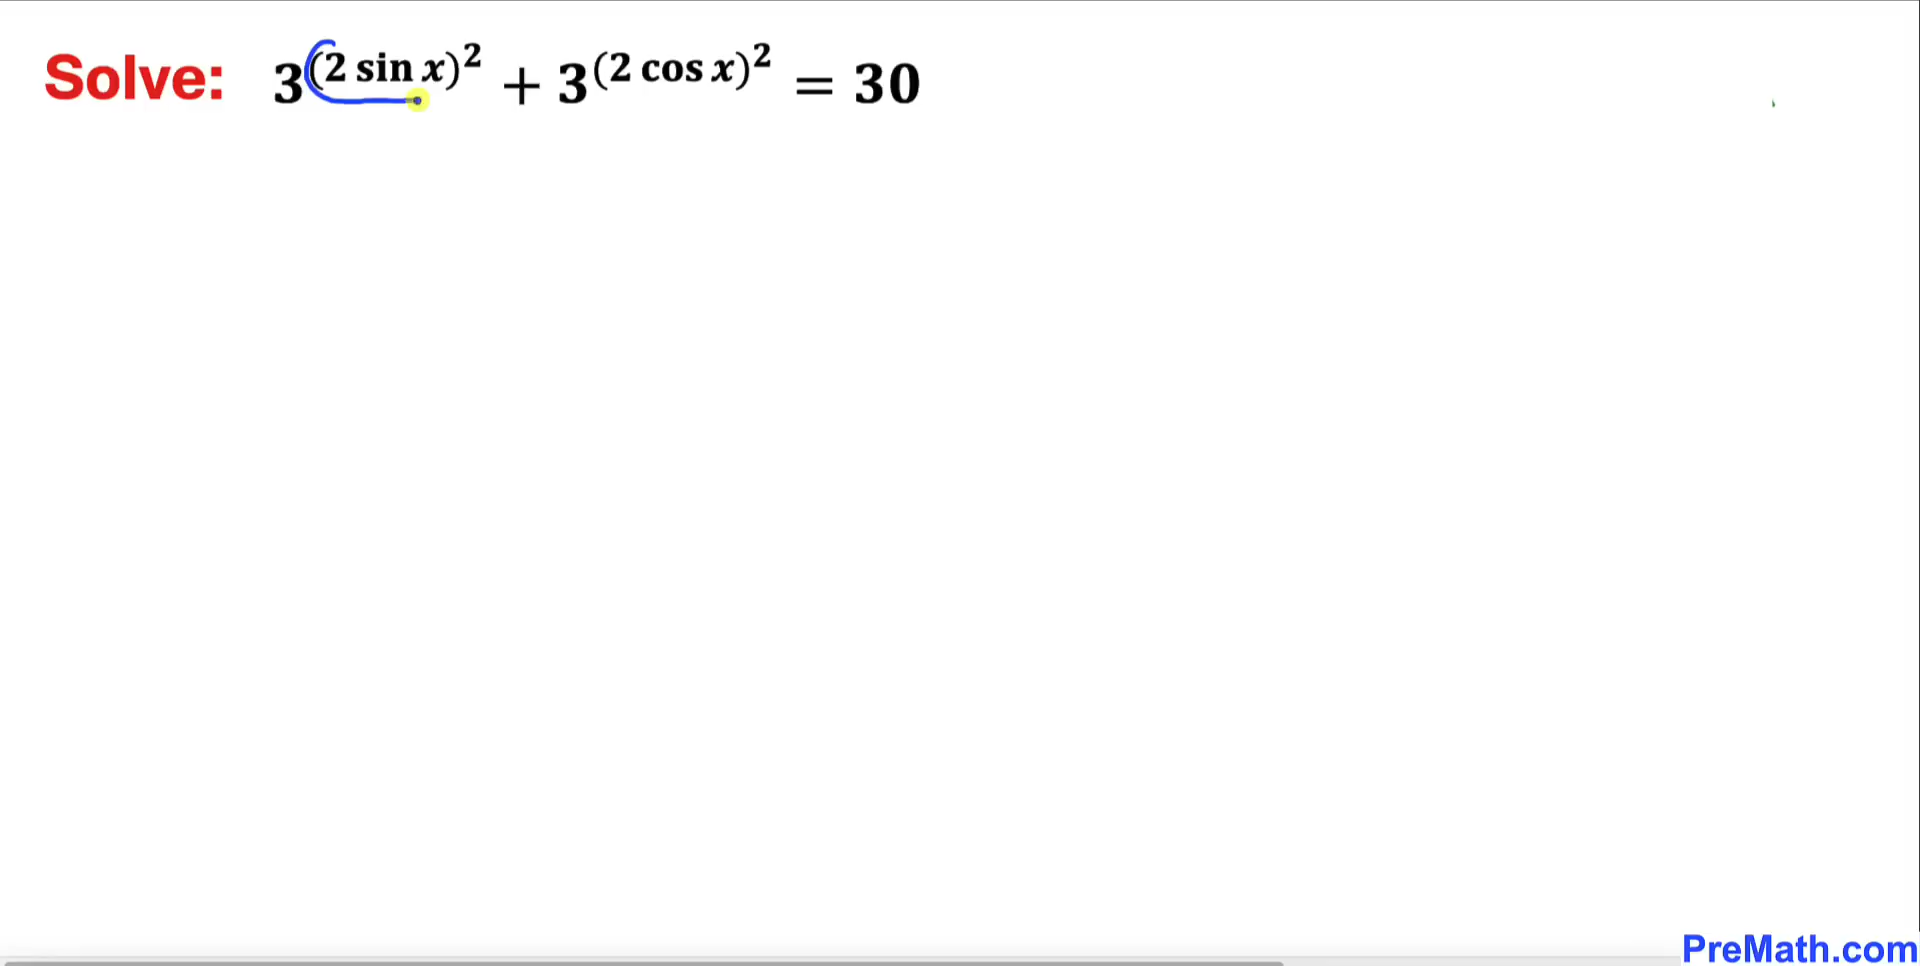 Solve: 3^(2 sin x)^2 + 3^(2 cos x)^2 = 30
PreMath.com